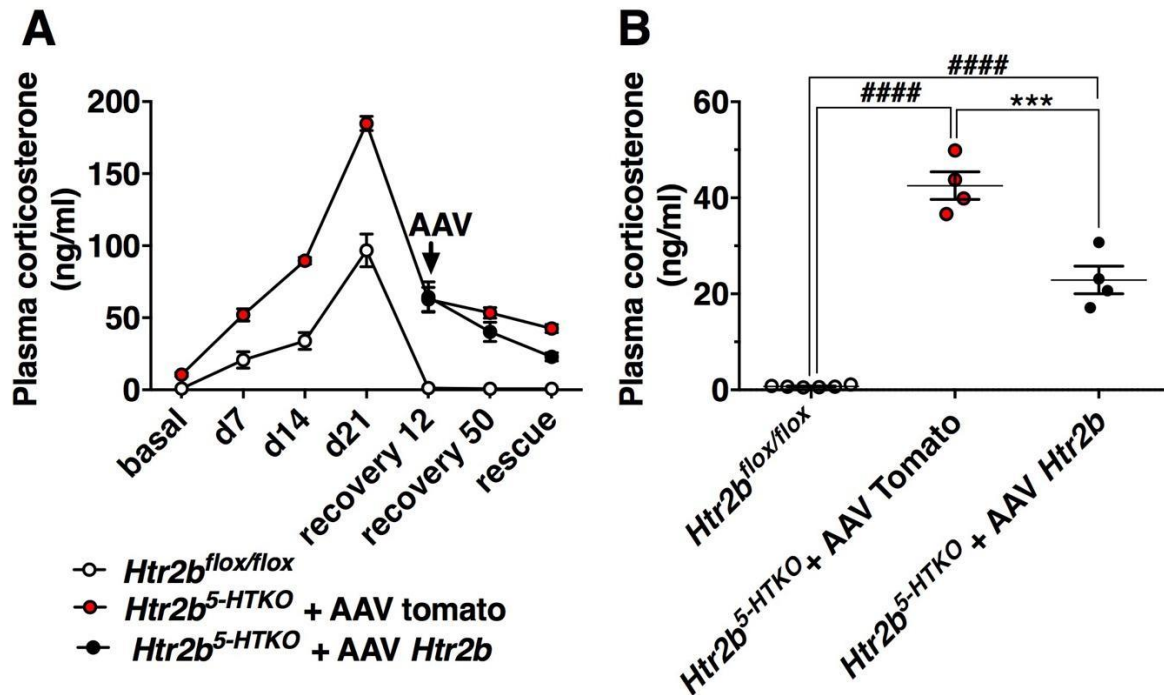 A
Plasma corticosterone
(ng/ml)
200
150
100
50
0
AAV
basal
d7
d14
d21
recovery 12
recovery 50
rescue
Htr2b^flox/flox
Htr2b^5-HTKO + AAV tomato
Htr2b^5-HTKO + AAV Htr2b
B
Plasma corticosterone
(ng/ml)
60
40
20
0
####
####
***
Htr2b^flox/flox
Htr2b^5-HTKO + AAV Tomato
Htr2b^5-HTKO + AAV Htr2b